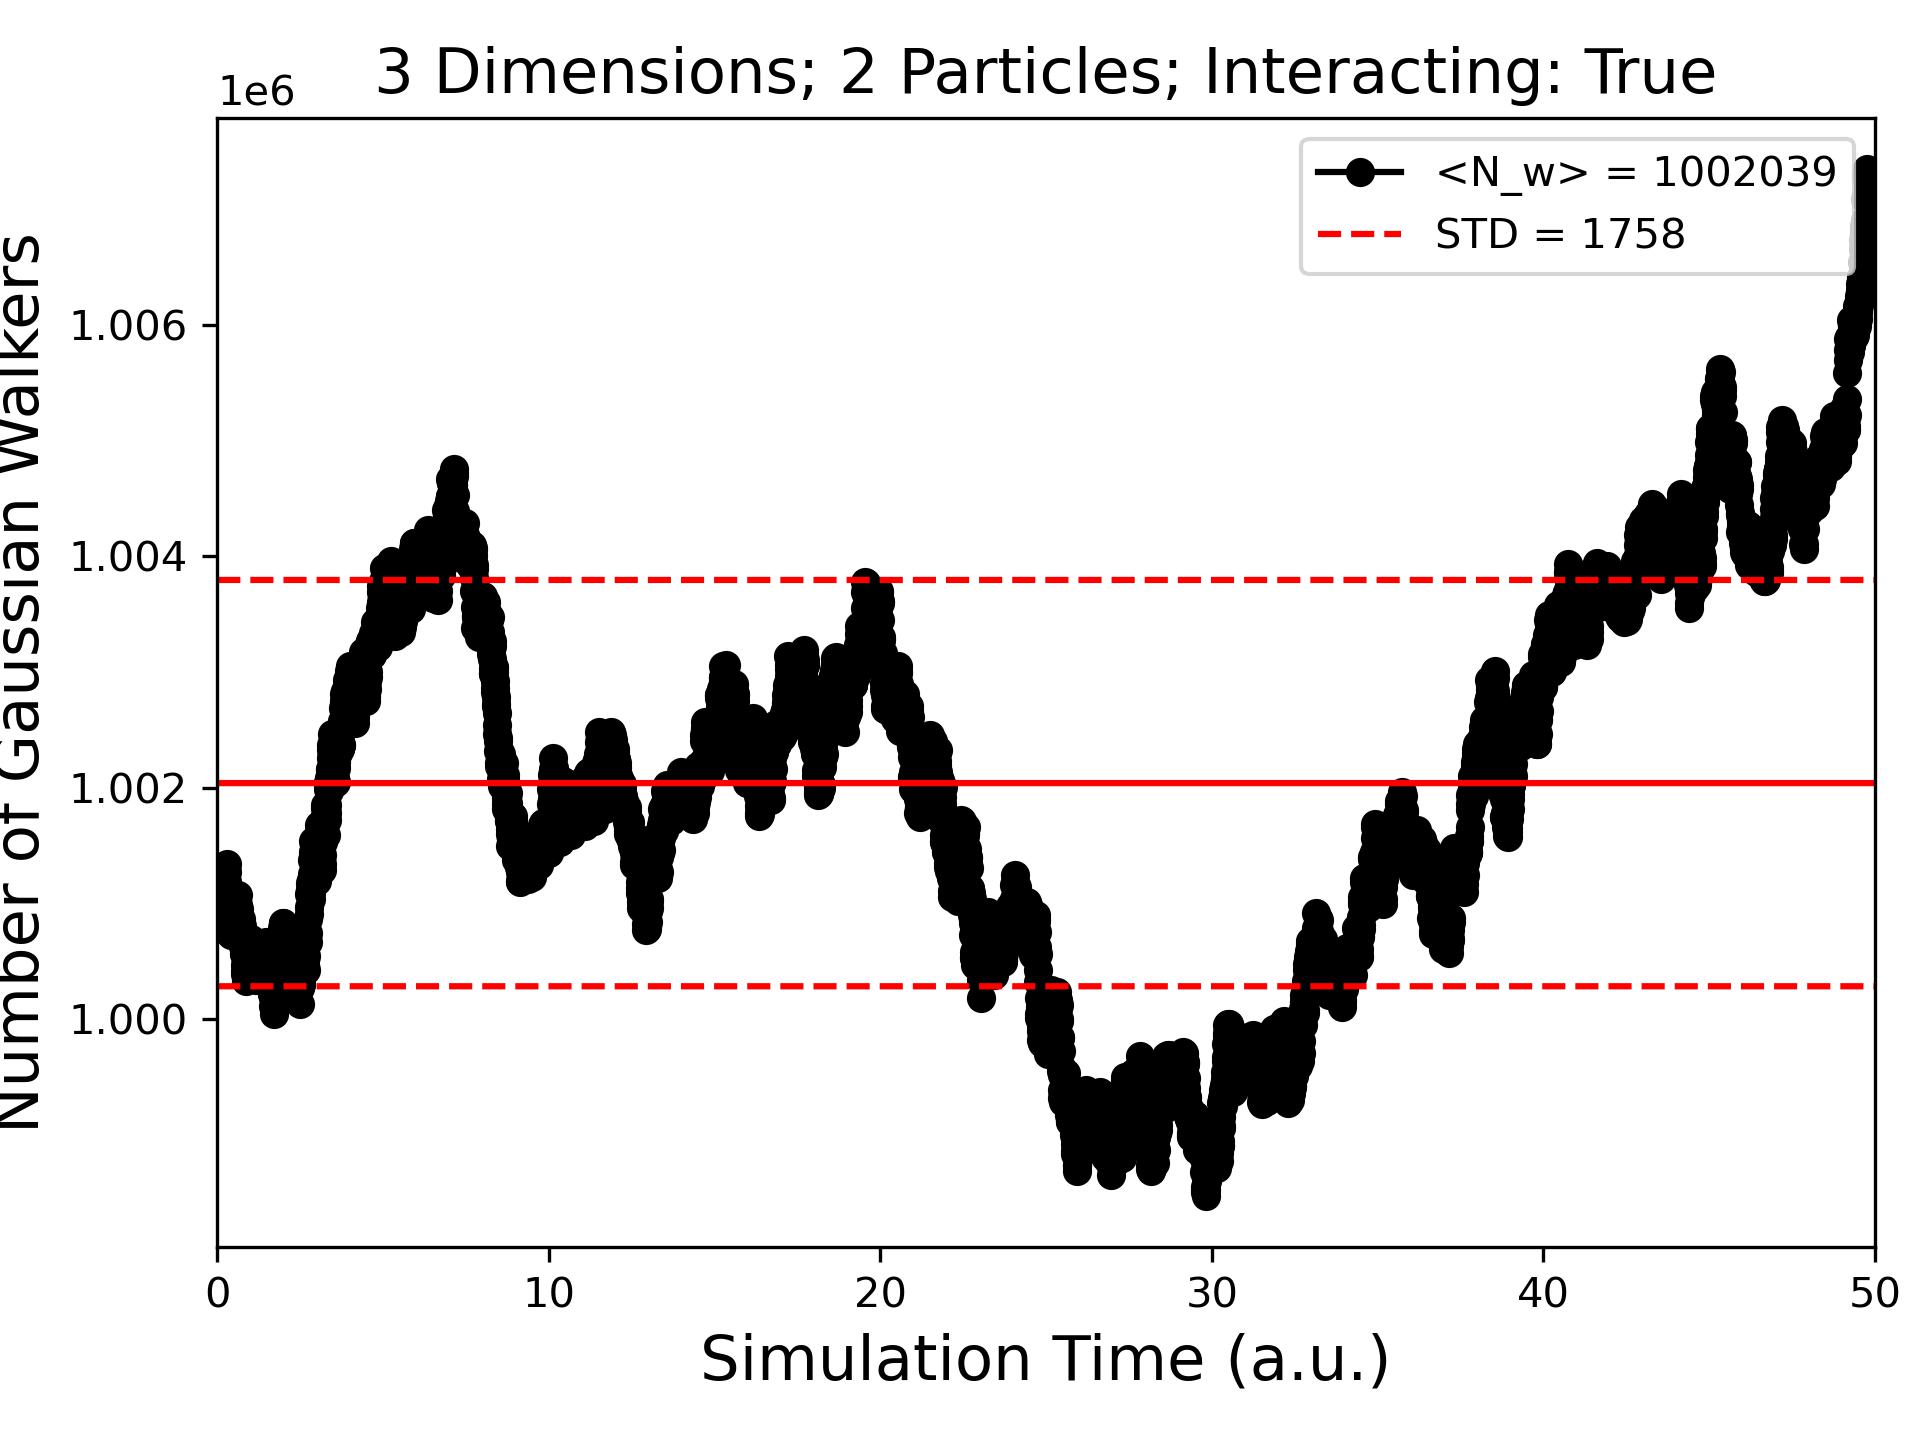 3 Dimensions; 2 Particles; Interacting: True
1e6
<N_w> = 1002039
STD = 1758
Number of Gaussian Walkers
1.006
1.004
1.002
1.000
0 10 20 30 40 50
Simulation Time (a.u.)